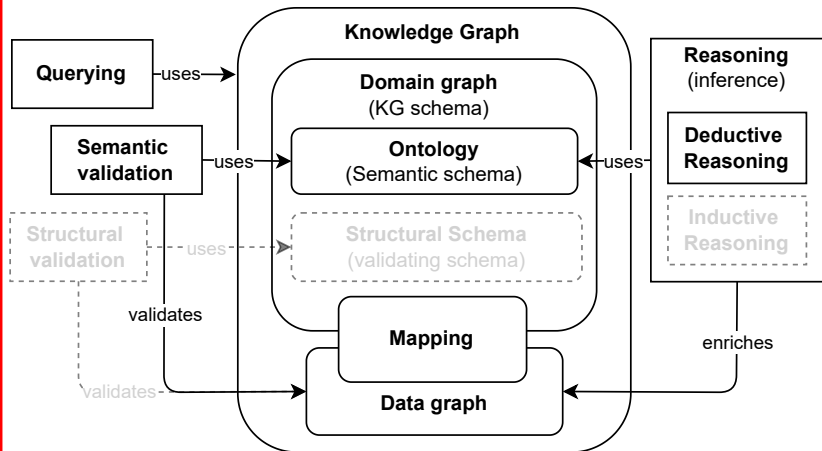 Knowledge Graph
Querying
uses
Domain graph
(KG schema)
Reasoning
(inference)
Semantic
validation
uses
Ontology
(Semantic schema)
uses
Deductive
Reasoning
Structural
validation
uses
Structural Schema
(validating schema)
Inductive
Reasoning
validates
Mapping
enriches
validates
Data graph